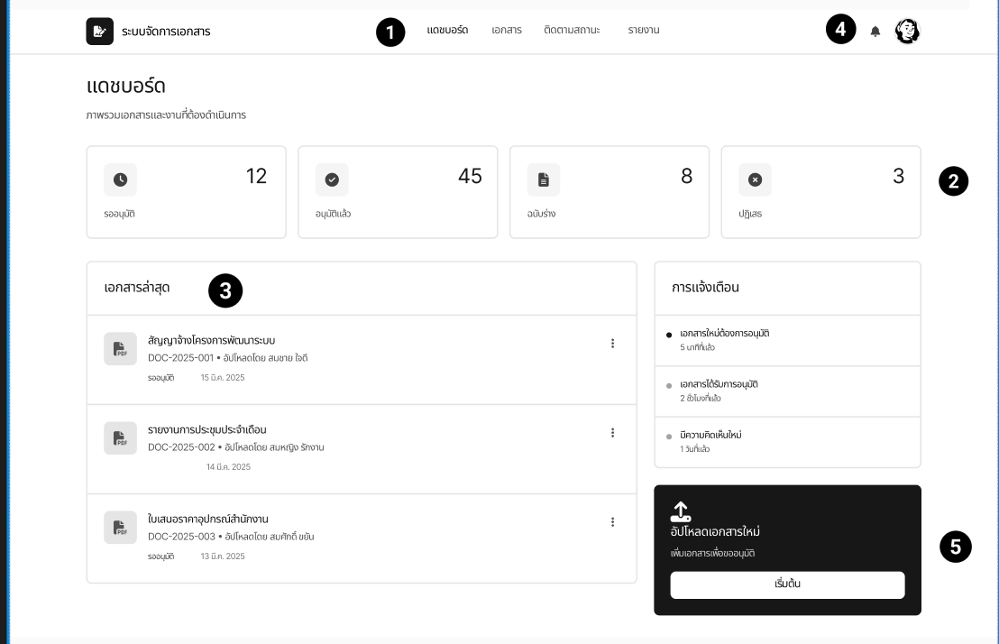 ระบบจัดการเอกสาร
1
แดชบอร์ด
เอกสาร
ติดตามสถานะ
รายงาน
4
แดชบอร์ด
ภาพรวมเอกสารและงานที่ต้องดำเนินการ
12
รออนุมัติ
45
อนุมัติแล้ว
8
ฉบับร่าง
3
ปฏิเสธ
2
เอกสารล่าสุด
3
PDF
สัญญาจ้างโครงการพัฒนาระบบ
DOC-2025-001 • อัปโหลดโดย สมชาย ใจดี
รออนุมัติ 15 มี.ค. 2025
PDF
รายงานการประชุมประจำเดือน
DOC-2025-002 • อัปโหลดโดย สมหญิง รักงาน
14 มี.ค. 2025
PDF
ใบเสนอราคาอุปกรณ์สำนักงาน
DOC-2025-003 • อัปโหลดโดย สมศักดิ์ ขยัน
รออนุมัติ 13 มี.ค. 2025
การแจ้งเตือน
เอกสารใหม่ต้องการอนุมัติ
5 นาทีที่แล้ว
เอกสารได้รับการอนุมัติ
2 ชั่วโมงที่แล้ว
มีความคิดเห็นใหม่
1 วันที่แล้ว
อัปโหลดเอกสารใหม่
เพิ่มเอกสารเพื่อขออนุมัติ
เริ่มต้น
5